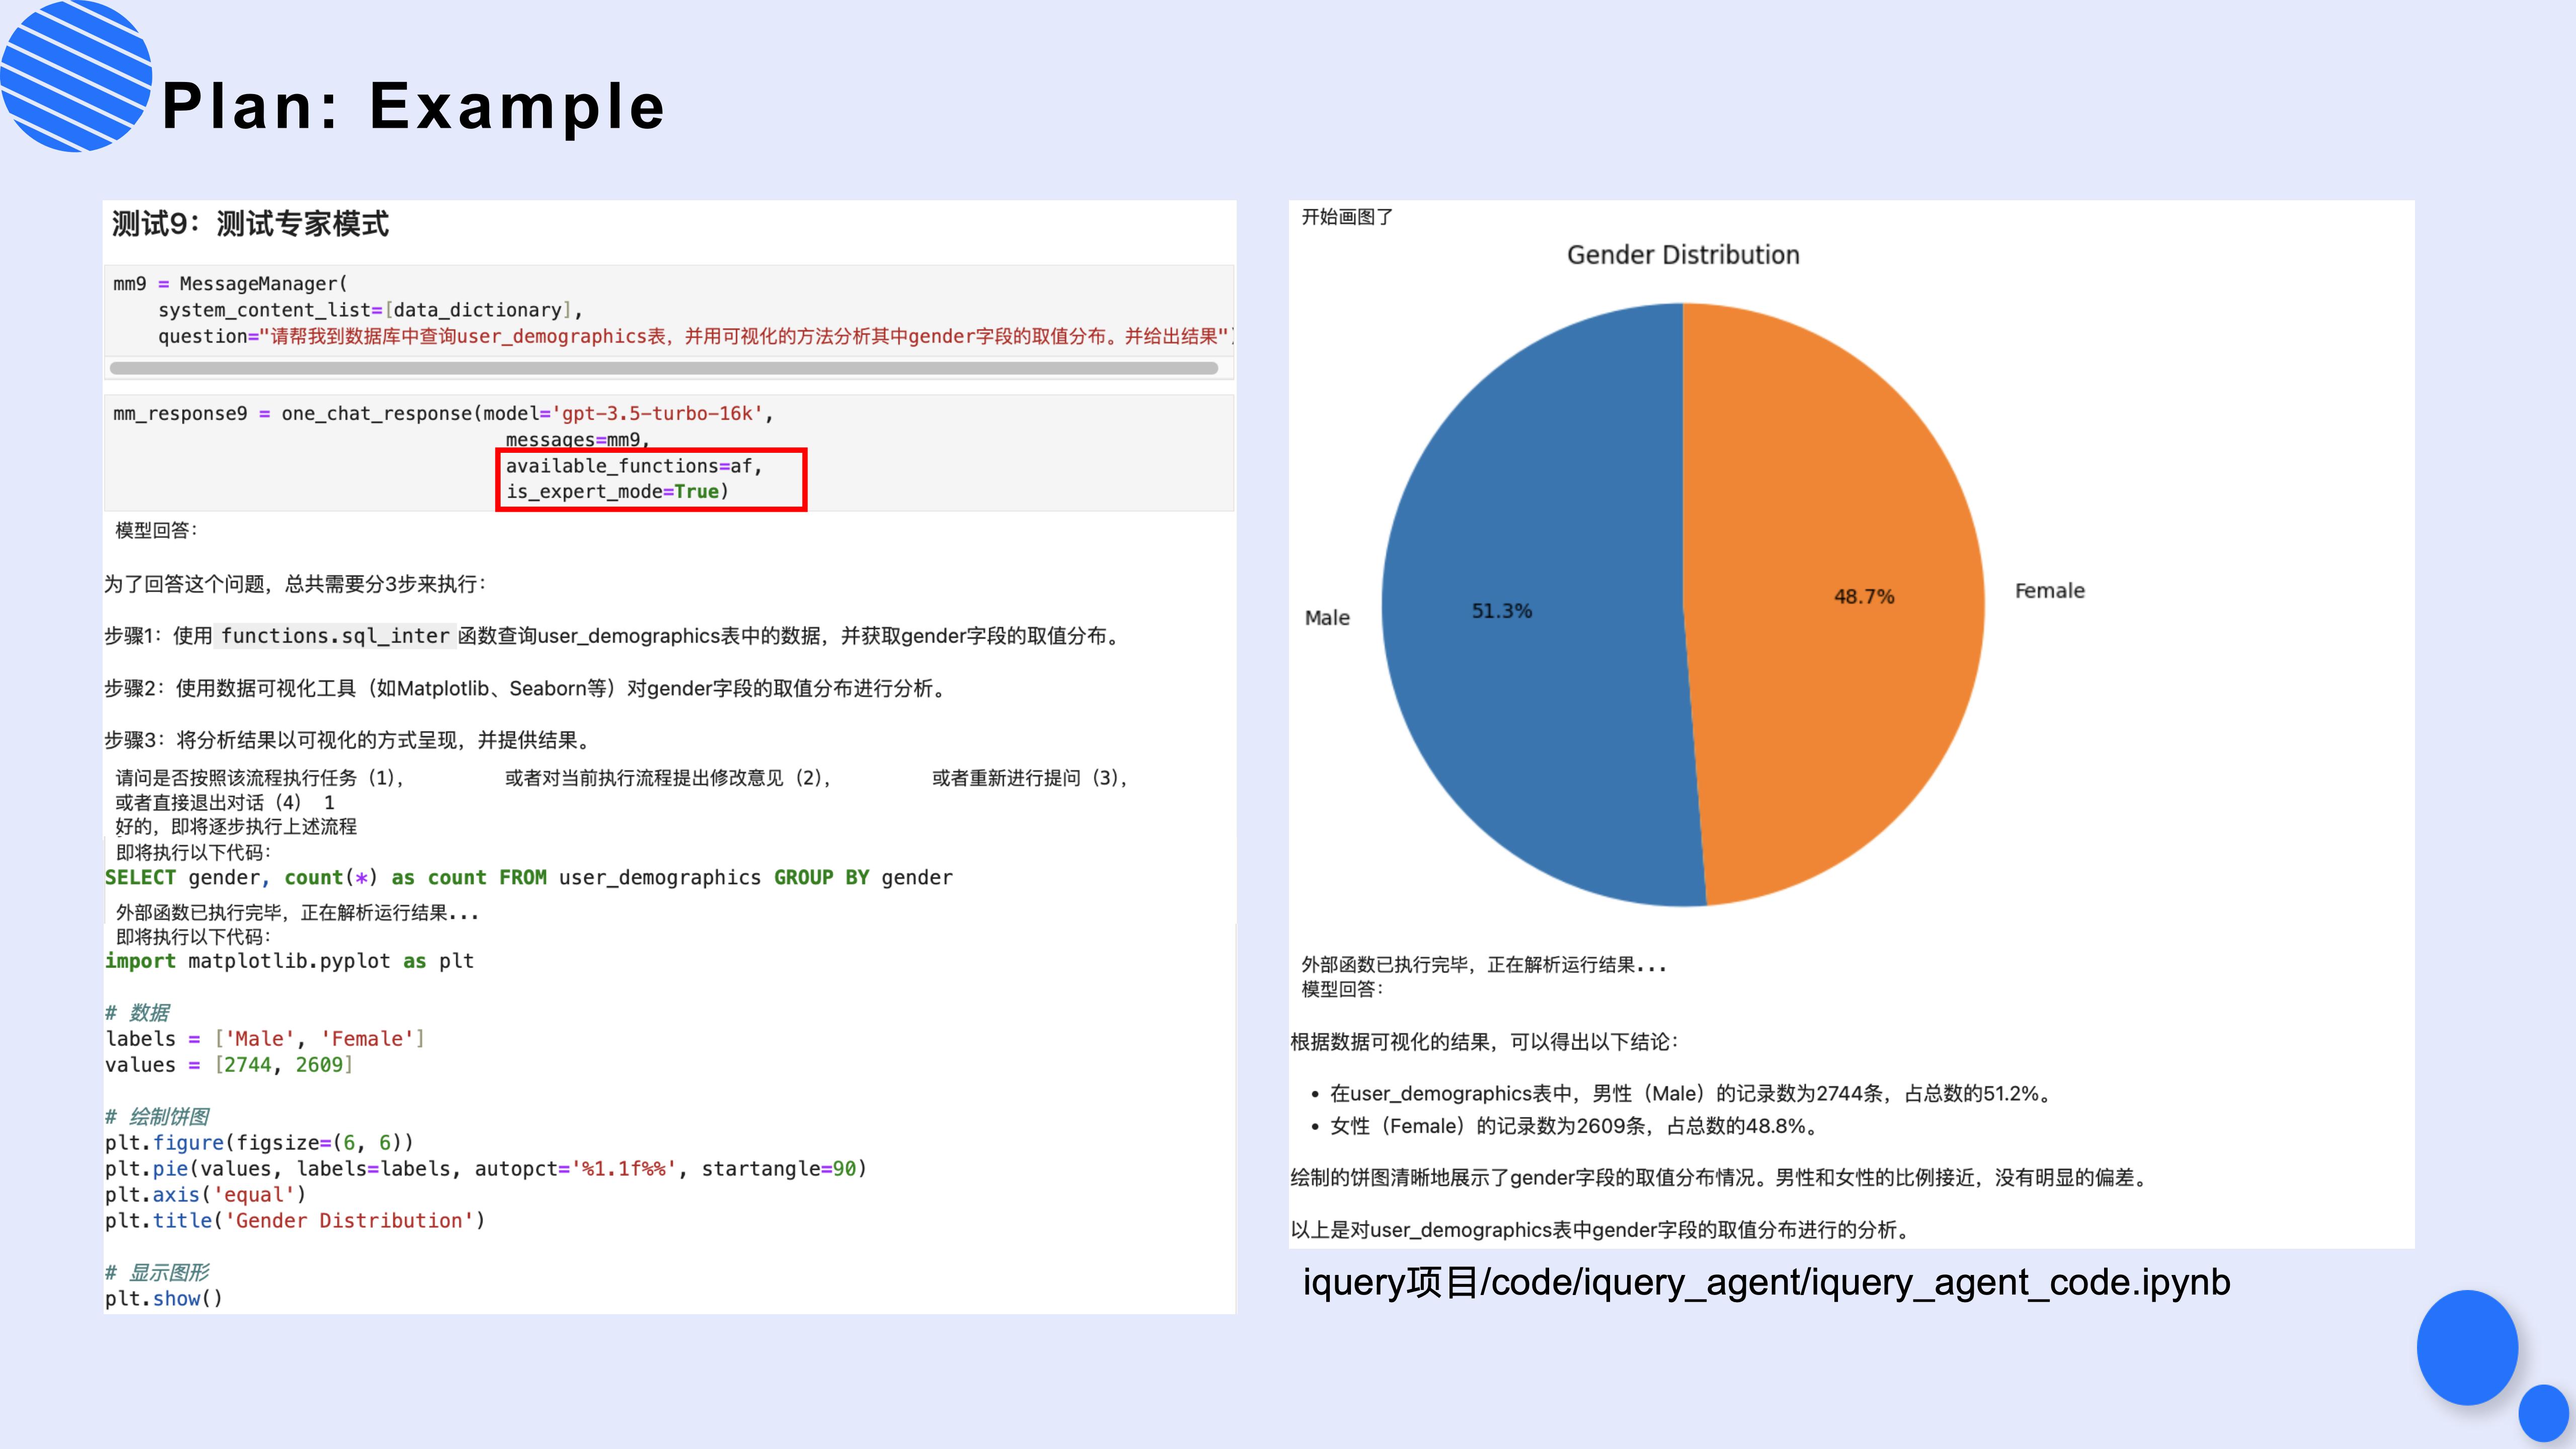 Plan: Example
测试9：测试专家模式
mm9 = MessageManager(
    system_content_list=[data_dictionary],
    question="请帮我到数据库中查询user_demographics表，并用可视化的方法分析其中gender字段的取值分布。并给出结果")
mm_response9 = one_chat_response(model='gpt-3.5-turbo-16k',
                                 messages=mm9,
                                 available_functions=af,
                                 is_expert_mode=True)
模型回答：
为了回答这个问题，总共需要分3步来执行：
步骤1：使用 functions.sql_inter 函数查询user_demographics表中的数据，并获取gender字段的取值分布。
步骤2：使用数据可视化工具（如Matplotlib、Seaborn等）对gender字段的取值分布进行分析。
步骤3：将分析结果以可视化的方式呈现，并提供结果。
请问是否按照该流程执行任务（1）， 或者对当前执行流程提出修改意见（2）， 或者重新进行提问（3），
或者直接退出对话（4） 1
好的，即将逐步执行上述流程
即将执行以下代码：
SELECT gender, count(*) as count FROM user_demographics GROUP BY gender
外部函数已执行完毕，正在解析运行结果...
即将执行以下代码：
import matplotlib.pyplot as plt
# 数据
labels = ['Male', 'Female']
values = [2744, 2609]
# 绘制饼图
plt.figure(figsize=(6, 6))
plt.pie(values, labels=labels, autopct='%1.1f%%', startangle=90)
plt.axis('equal')
plt.title('Gender Distribution')
# 显示图形
plt.show()
开始画图了
Gender Distribution
Male
51.3%
48.7%
Female
外部函数已执行完毕，正在解析运行结果...
模型回答：
根据数据可视化的结果，可以得出以下结论：
• 在user_demographics表中，男性（Male）的记录数为2744条，占总数的51.2%。
• 女性（Female）的记录数为2609条，占总数的48.8%。
绘制的饼图清晰地展示了gender字段的取值分布情况。男性和女性的比例接近，没有明显的偏差。
以上是对user_demographics表中gender字段的取值分布进行的分析。
iquery项目/code/iquery_agent/iquery_agent_code.ipynb